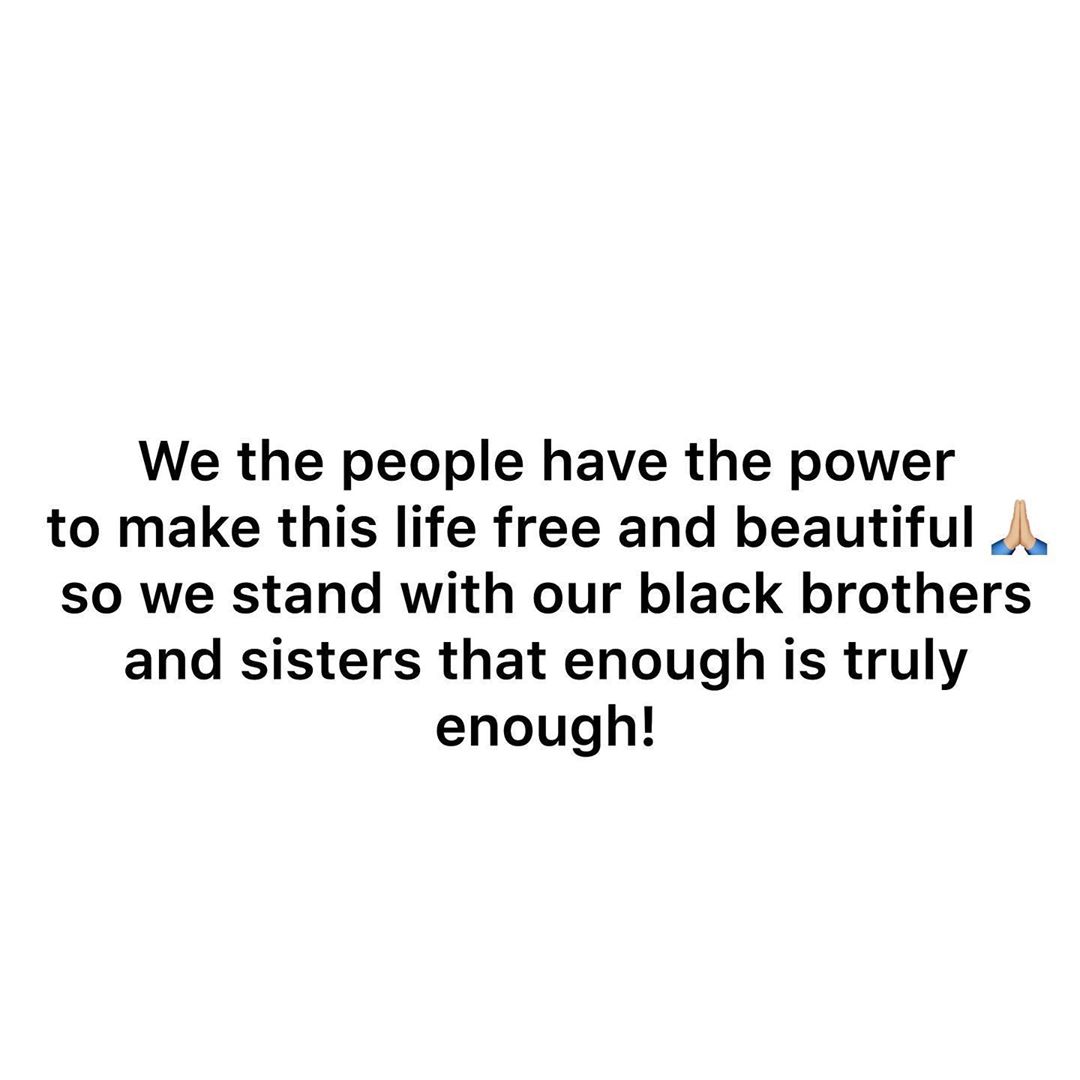 We the people have the power
to make this life free and beautiful 🙏🏼
so we stand with our black brothers
and sisters that enough is truly
enough!